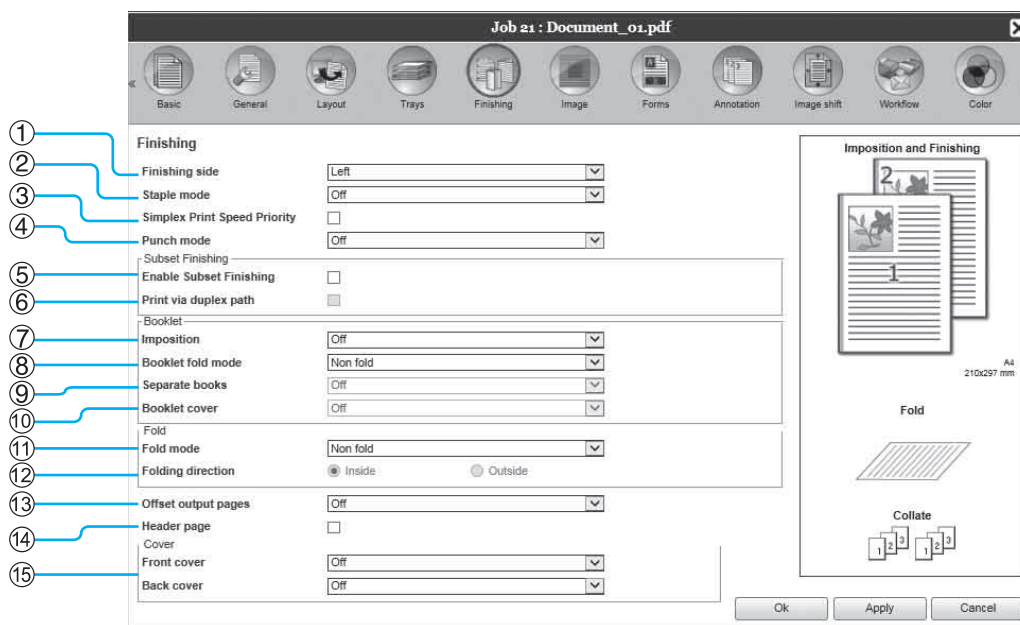 Job 21 : Document_01.pdf
«
Basic General Layout Trays Finishing Image Forms Annotation Image shift Workflow Color
Finishing
① Finishing side Left
② Staple mode Off
③ Simplex Print Speed Priority
④ Punch mode Off
Subset Finishing
⑤ Enable Subset Finishing
⑥ Print via duplex path
Booklet
⑦ Imposition Off
⑧ Booklet fold mode Non fold
⑨ Separate books Off
⑩ Booklet cover Off
Fold
⑪ Fold mode Non fold
⑫ Folding direction Inside Outside
⑬ Offset output pages Off
⑭ Header page
Cover
⑮ Front cover Off
Back cover Off
Imposition and Finishing
2
1
A4
210x297 mm
Fold
Collate
1 2 3 1 2 3
Ok Apply Cancel